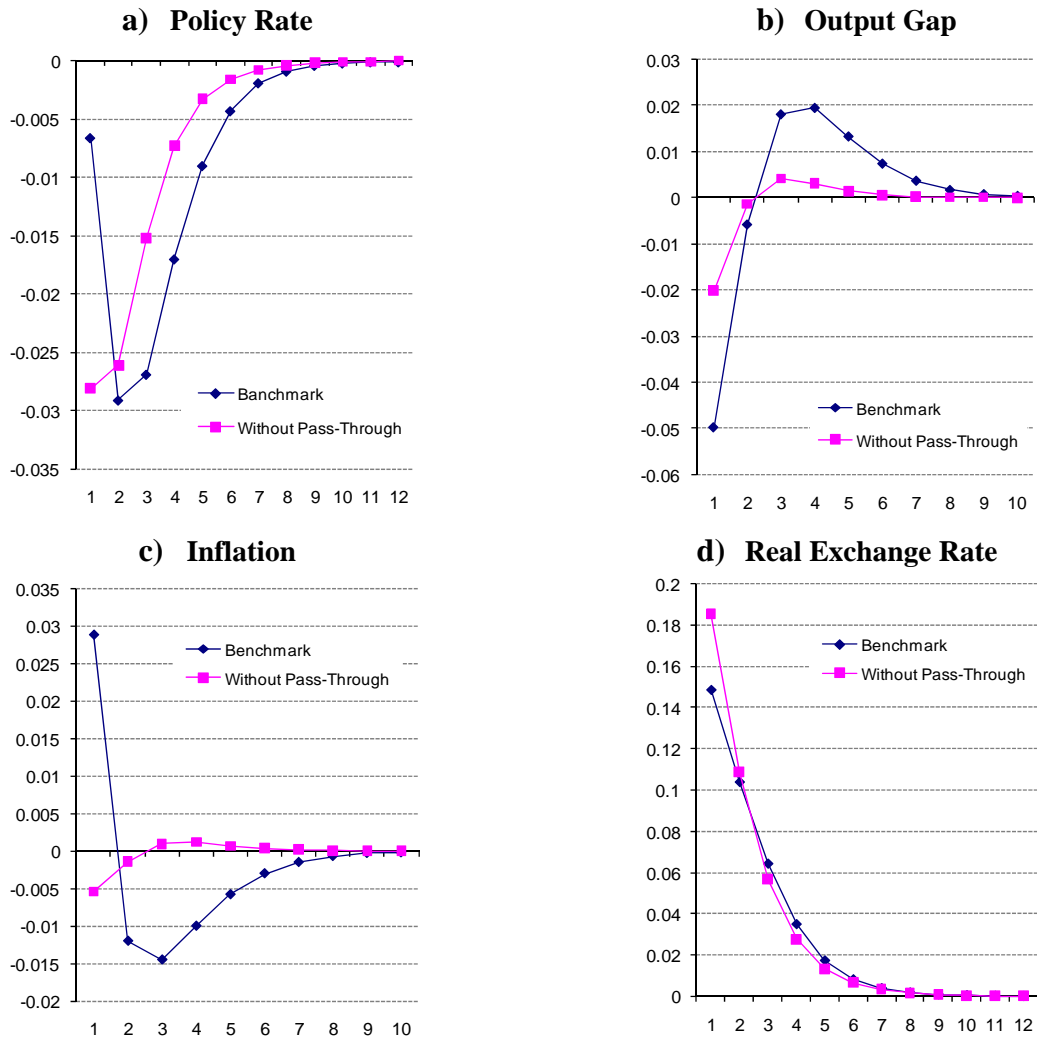 a) Policy Rate
0
-0.005
-0.01
-0.015
-0.02
-0.025
-0.03
-0.035
Banchmark
Without Pass-Through
1 2 3 4 5 6 7 8 9 10 11 12
b) Output Gap
0.03
0.02
0.01
0
-0.01
-0.02
-0.03
-0.04
-0.05
-0.06
Benchmark
Without Pass-Through
1 2 3 4 5 6 7 8 9 10
c) Inflation
0.035
0.03
0.025
0.02
0.015
0.01
0.005
0
-0.005
-0.01
-0.015
-0.02
Benchmark
Without Pass-Through
1 2 3 4 5 6 7 8 9 10
d) Real Exchange Rate
0.2
0.18
0.16
0.14
0.12
0.1
0.08
0.06
0.04
0.02
0
Benchmark
Without Pass-Through
1 2 3 4 5 6 7 8 9 10 11 12